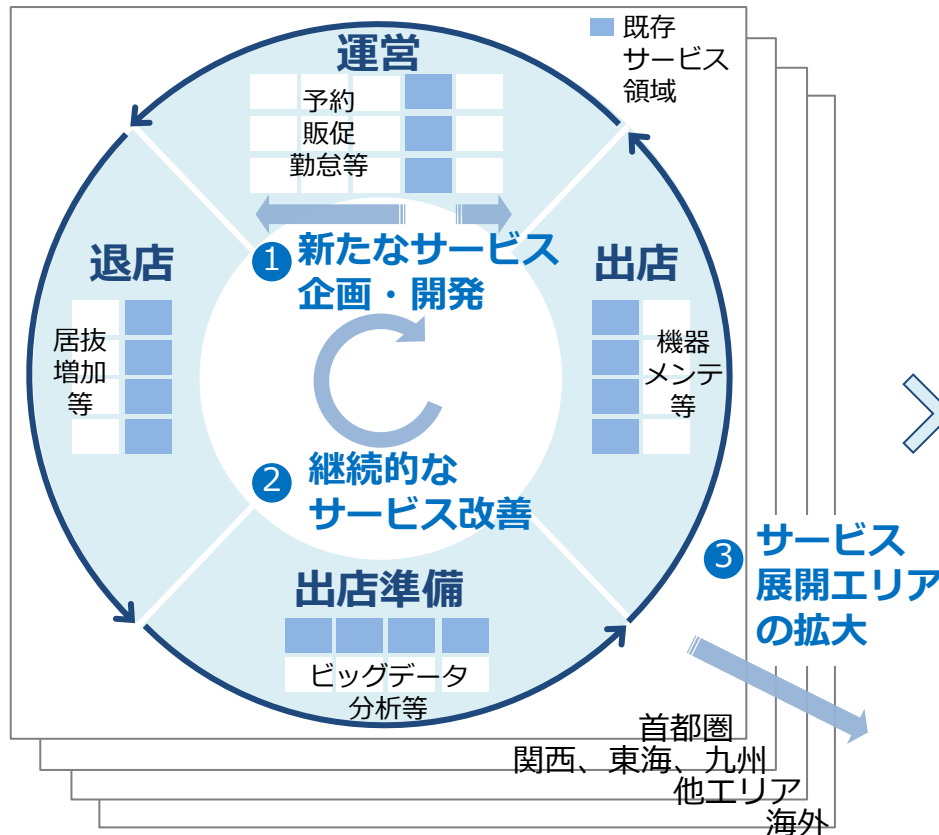 運営
既存
サービス
領域
予約
販促
勤怠等
1 新たなサービス
企画・開発
退店
居抜
増加
等
出店
機器
メンテ
等
2 継続的な
サービス改善
3 サービス
展開エリア
の拡大
出店準備
ビッグデータ
分析等
首都圏
関西、東海、九州
他エリア
海外